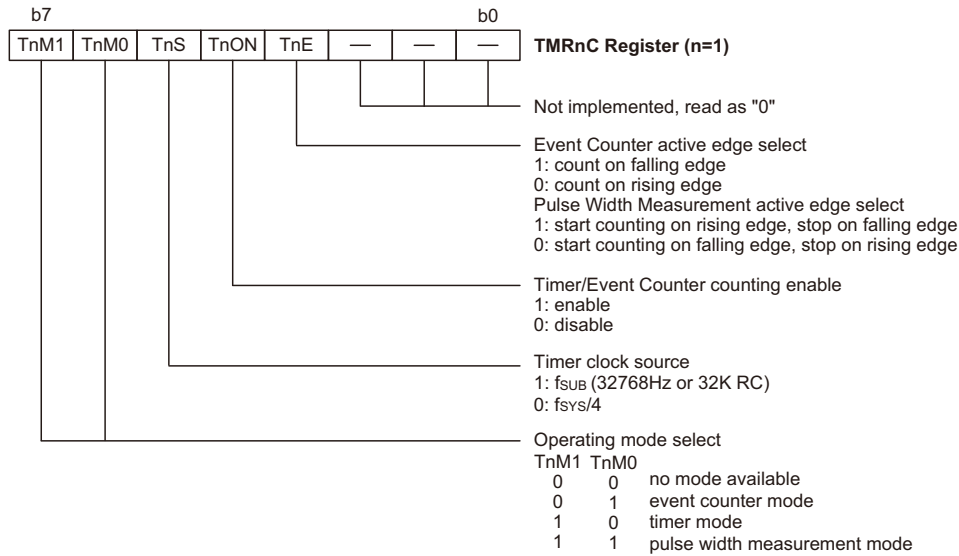 b7 b0
TnM1 TnM0 TnS TnON TnE — — — TMRnC Register (n=1)
Not implemented, read as "0"
Event Counter active edge select
1: count on falling edge
0: count on rising edge
Pulse Width Measurement active edge select
1: start counting on rising edge, stop on falling edge
0: start counting on falling edge, stop on rising edge
Timer/Event Counter counting enable
1: enable
0: disable
Timer clock source
1: fSUB (32768Hz or 32K RC)
0: fSYS/4
Operating mode select
TnM1 TnM0
0 0 no mode available
0 1 event counter mode
1 0 timer mode
1 1 pulse width measurement mode